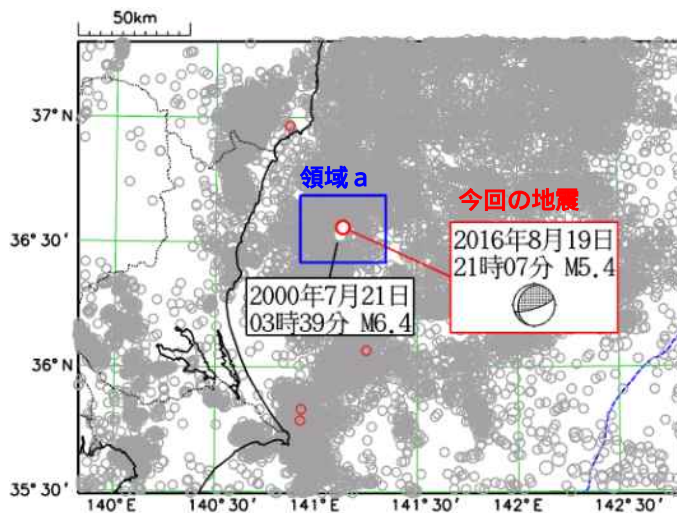 50km
37° N
領域 a
今回の地震
2016年8月19日
21時07分 M5.4
36°30′
2000年7月21日
03時39分 M6.4
36° N
35°30′
140° E
140°30′
141° E
141°30′
142° E
142°30′